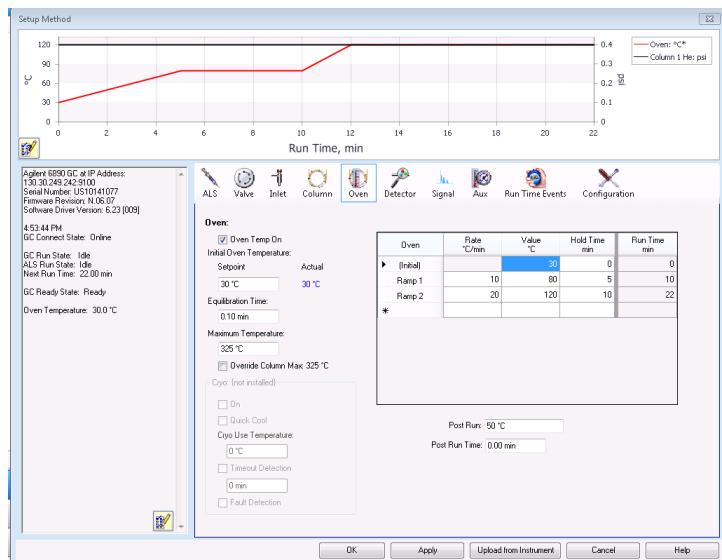 Setup Method
120
90
60
30
0
°C
0.4
0.3
0.2
0.1
0
psi
Oven: °C*
Column 1 He: psi
0 2 4 6 8 10 12 14 16 18 20 22
Run Time, min
Agilent 6890 GC at IP Address:
130.30.249.242:9100
Serial Number: US10141077
Firmware Revision: N.06.07
Software Driver Version: 6.23 [009]
4:53:44 PM
GC Connect State: Online
GC Run State: Idle
ALS Run State: Idle
Next Run Time: 22.00 min
GC Ready State: Ready
Oven Temperature: 30.0 °C
ALS Valve Inlet Column Oven Detector Signal Aux Run Time Events Configuration
Oven:
Oven Temp On
Initial Oven Temperature:
Setpoint Actual
30 °C 30 °C
Equilibration Time:
0.10 min
Maximum Temperature:
325 °C
Override Column Max: 325 °C
Cryo: (not installed)
On
Quick Cool
Cryo Use Temperature:
0 °C
Timeout Detection
0 min
Fault Detection
Oven Rate °C/min Value °C Hold Time min Run Time min
(Initial) 30 0 0
Ramp 1 10 80 5 10
Ramp 2 20 120 10 22
*
Post Run: 50 °C
Post Run Time: 0.00 min
OK Apply Upload from Instrument Cancel Help